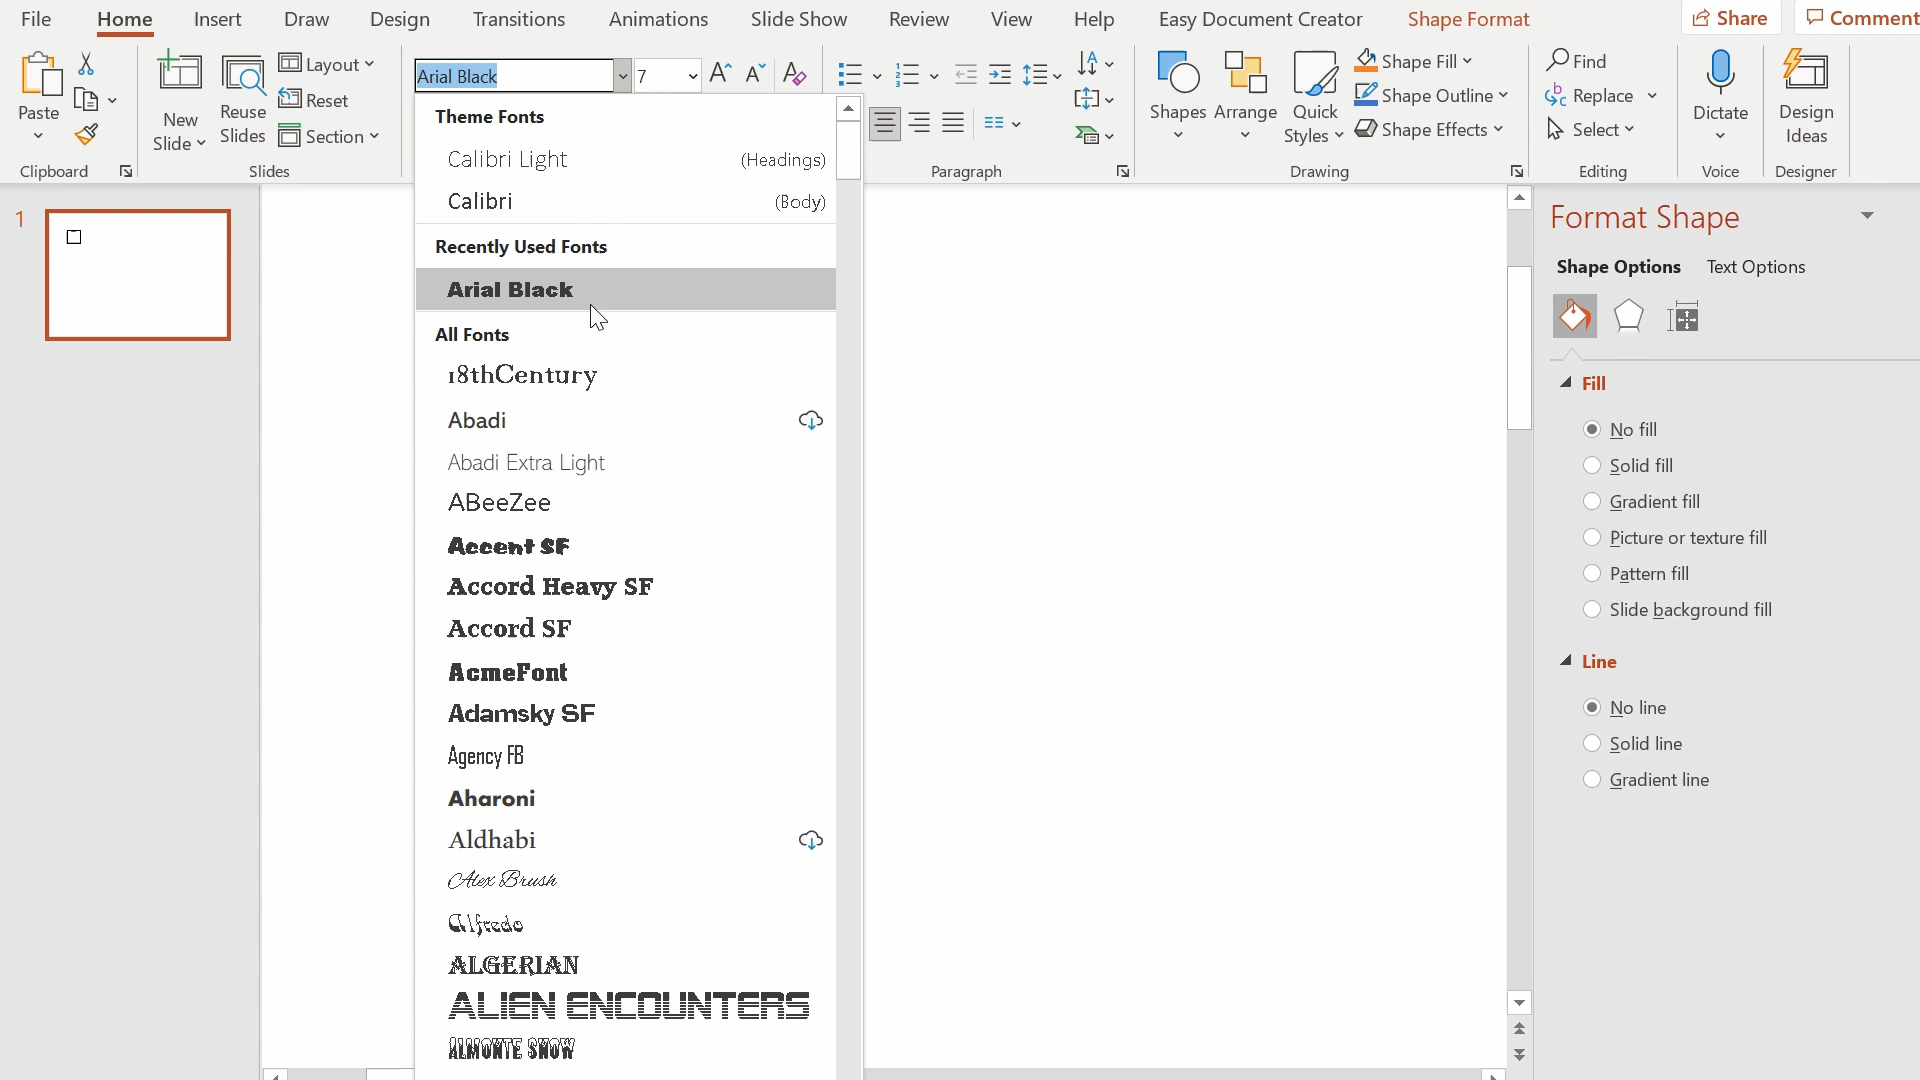 File Home Insert Draw Design Transitions Animations Slide Show Review View Help Easy Document Creator Shape Format Share Comment
Paste
Clipboard
New
Slide
Reuse
Slides
Layout
Reset
Section
Slides
Arial Black 7
Paragraph
Shapes
Arrange
Quick
Styles
Shape Fill
Shape Outline
Shape Effects
Drawing
Find
Replace
Select
Editing
Dictate
Voice
Design
Ideas
Designer
1
Theme Fonts
Calibri Light (Headings)
Calibri (Body)
Recently Used Fonts
Arial Black
All Fonts
18thCentury
Abadi
Abadi Extra Light
ABeeZee
Accent SF
Accord Heavy SF
Accord SF
AcmeFont
Adamsky SF
Agency FB
Aharoni
Aldhabi
Alex Brush
Alfredo
ALGERIAN
ALIEN ENCOUNTERS
ALMONTE SNOW
Format Shape
Shape Options Text Options
Fill
No fill
Solid fill
Gradient fill
Picture or texture fill
Pattern fill
Slide background fill
Line
No line
Solid line
Gradient line